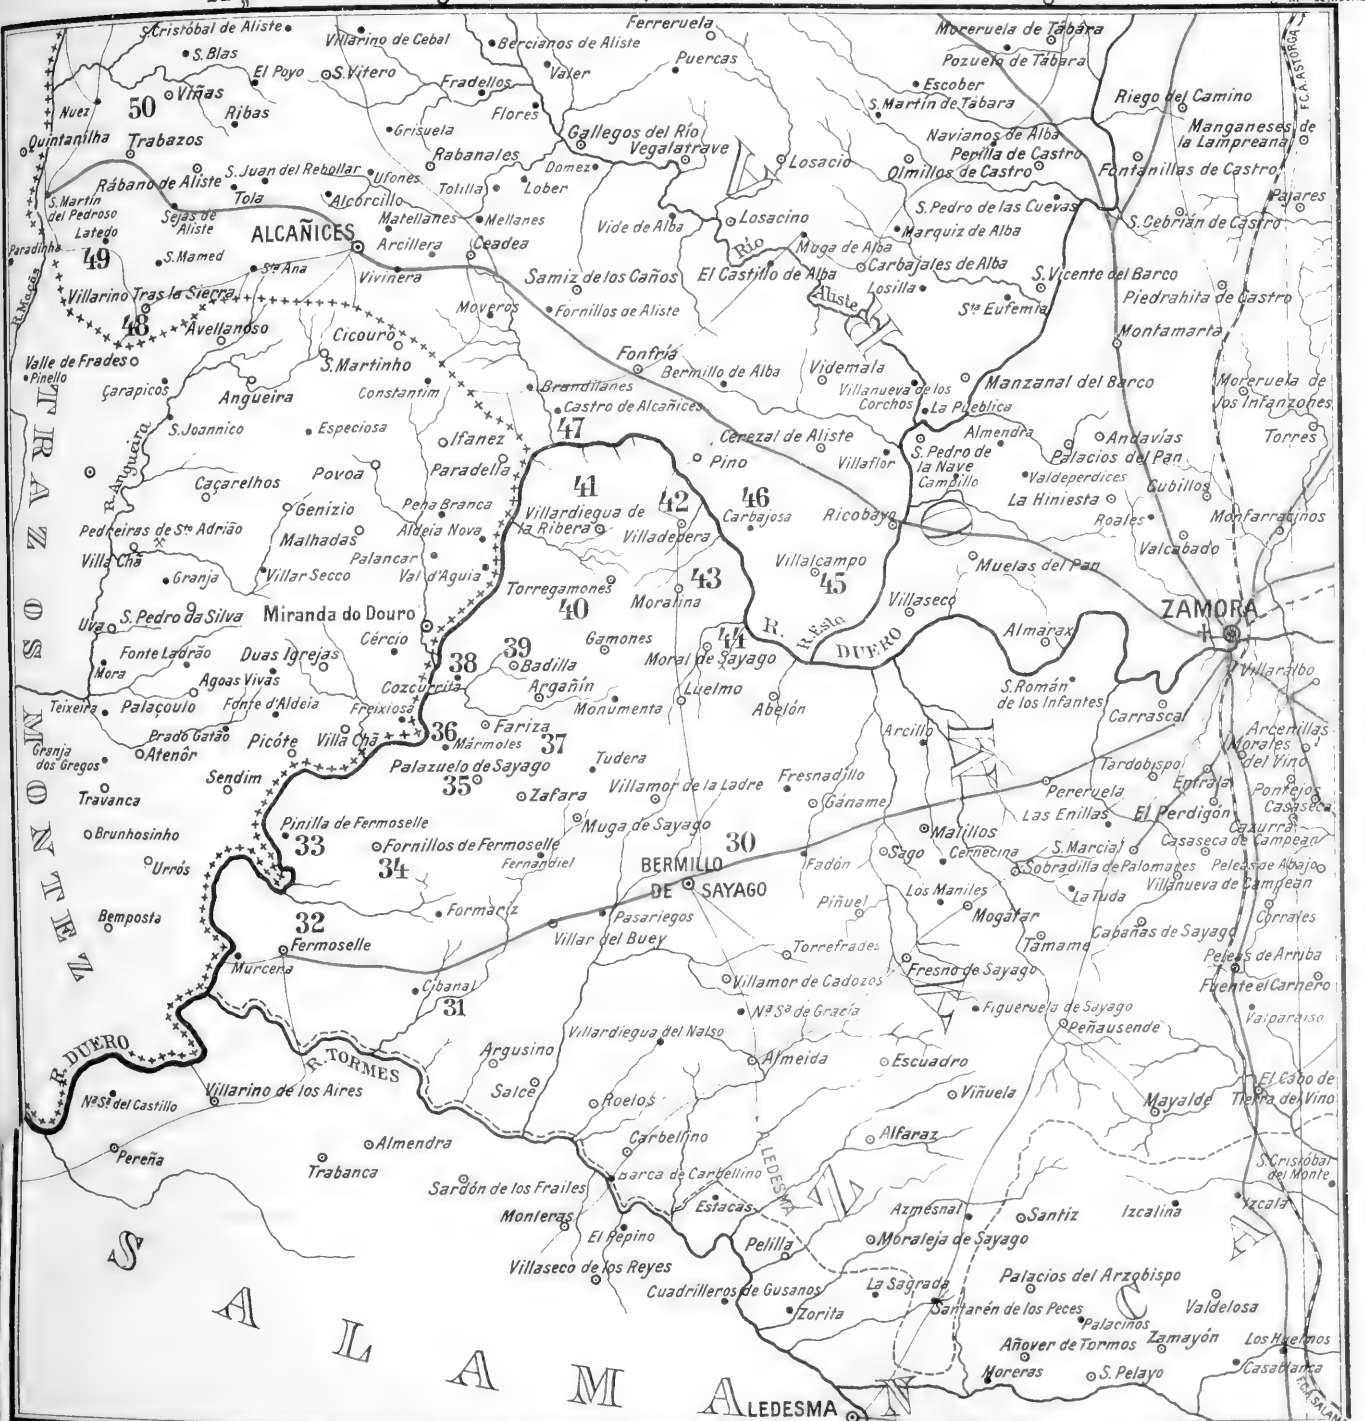 S. Cristóbal de Aliste
Villarino de Cebal
Bercianos de Aliste
Ferreruela
Moreruela de Tábara
S. Blas
El Poyo
S. Vitero
Valer
Puercas
Pozuelo de Tábara
F.C.A. ASTORGA
50
Viñas
Fradellos
Escober
Riego del Camino
Nuez
Ribas
Flores
S. Martín de Tábara
Manganeses de
la Lampreana
Quintanilha
Trabazos
Grisuela
Gallegos del Río
Vegalatrave
Navianos de Alba
Perilla de Castro
Rabanales
Domez
Losacio
Olmillos de Castro
Fontanillas de Castro
Rábano de Aliste
S. Juan del Rebollar
Ufones
Tolilla
Lober
Pajares
S. Martín
del Pedroso
Tola
Alcorcillo
S. Pedro de las Cuevas
Sejas de
Aliste
Matellanes
Mellanes
Vide de Alba
Losacino
S. Cebrián de Castro
Latedo
ALCAÑICES
Arcillera
Ceadea
Río
Aliste
Muga de Alba
Marquiz de Alba
Paradinha
49
S. Mamed
Sta Ana
Vivinera
Samiz de los Caños
El Castillo de Alba
Carbajales de Alba
S. Vicente del Barco
R. Maças
Villarino Tras la Sierra
Losilla
Piedrahita de Castro
48
Avellanoso
Moveros
Fornillos de Aliste
Sta Eufemia
Cicouro
Montamarta
Valle de Frades
S. Martinho
Fonfría
Pinello
Çarapicos
Angueira
Constantim
Brandilanes
Bermillo de Alba
Videmala
Villanueva de los
Corchos
Manzanal del Barco
Moreruela de
los Infanzones
Castro de Alcañices
La Pueblica
S. Joannico
Especiosa
Ifanez
47
Cerezal de Aliste
Almendra
Andavías
Torres
R. Angueira
Povoa
Paradella
Pino
Villaflor
S. Pedro de
la Nave
Campillo
Palacios del Pan
Valdeperdices
Caçarelhos
41
42
46
La Hiniesta
Cubillos
Genizio
Pena Branca
Villardiegua de
la Ribera
Carbajosa
Ricobayo
Roales
Monfarracinos
Pedreiras de Sto Adrião
Malhadas
Aldeia Nova
Villadepera
Valcabado
Villa Chã
Palancar
Villalcampo
Muelas del Pan
Granja
Villar Secco
Val d'Aguia
Torregamones
43
45
40
Moralina
S. Pedro da Silva
Miranda do Douro
Villaseco
ZAMORA
Uva
Cércio
Gamones
44
R. Esla
R. DUERO
Almarax
Fonte Ladrão
Duas Igrejas
39
Badilla
Moral de Sayago
Mora
38
Villaralbo
Agoas Vivas
Cozcurrita
Argañín
Luelmo
S. Román
de los Infantes
Teixeira
Palaçoulo
Fonte d'Aldeia
Freixiosa
Monumenta
Abelón
Carrascal
Prado Gatão
36
Fariza
Granja
dos Gregos
Atenôr
Picóte
Villa Chã
Mármoles
37
Arcillo
Arcenillas
Morales
del Vino
Sendim
Palazuelo de Sayago
Tudera
Tardobispo
35
Villamor de la Ladre
Fresnadillo
Pereruela
Entrala
Pontejos
Travanca
Zafara
Gáname
Las Enillas
El Perdigón
Casaseca
Cazurra
Brunhosinho
Pinilla de Fermoselle
Muga de Sayago
Malillos
33
Fornillos de Fermoselle
30
S. Marcial
Casaseca de Campean
Urrós
34
Fernandiel
BERMILLO
DE SAYAGO
Fadón
Sago
Cernecina
Sobradilla de Palomares
Peleas de Abajo
Los Maniles
La Tuda
Villanueva de Campean
Bemposta
32
Formariz
Pasariegos
Piñuel
Mogatar
Corrales
Fermoselle
Villar del Buey
Cabañas de Sayago
Murcena
Torrefrades
Tamame
Peleas de Arriba
Cibanal
Villamor de Cadozos
Fresno de Sayago
Fuente el Carnero
31
Na Sa de Gracía
Figueruela de Sayago
Valparaiso
Villardiegua del Nalso
Peñausende
R. DUERO
R. TORMES
Argusino
Almeida
Escuadro
Na Sa del Castillo
Villarino de los Aires
Salce
Viñuela
El Cubo de
Tierra del Vino
Roelos
Mayalde
Pereña
Almendra
Carbellino
Alfaraz
Trabanca
Barca de Carbellino
A LEDESMA
S. Cristóbal
del Monte
Sardón de los Frailes
Estacas
Azmesnal
Santiz
Izcalina
Izcala
Monleras
El Pepino
Pelilla
Moraleja de Sayago
Villaseco de los Reyes
Cuadrilleros de Gusanos
La Sagrada
Palacios del Arzobispo
Zorita
Santarén de los Peces
Valdelosa
Palacinos
Añover de Tormos
Zamayón
Los Huelmos
Moreras
S. Pelayo
Casablanca
F.C.A. SALAM
LEDESMA
TRAZ OS MONTEZ
ZAMORA
SALAMANCA